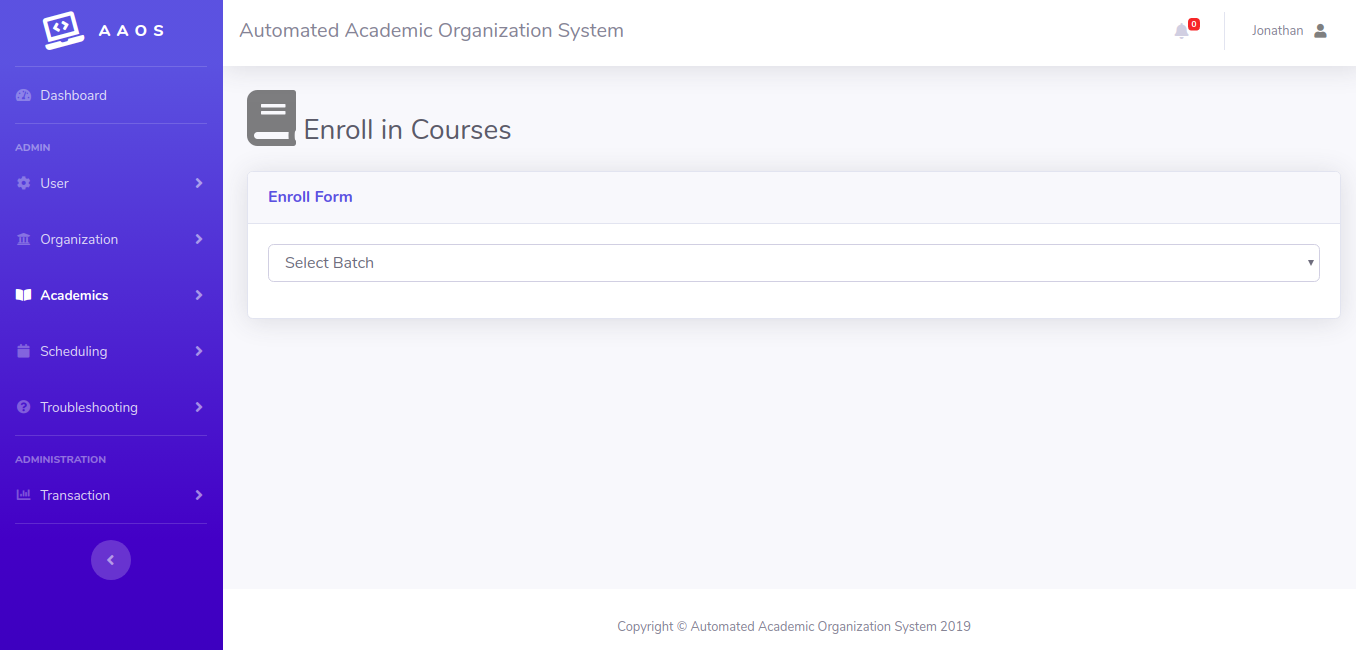 AAOS
Automated Academic Organization System
0
Jonathan
Dashboard
ADMIN
User
Organization
Academics
Scheduling
Troubleshooting
ADMINISTRATION
Transaction
Enroll in Courses
Enroll Form
Select Batch
Copyright © Automated Academic Organization System 2019